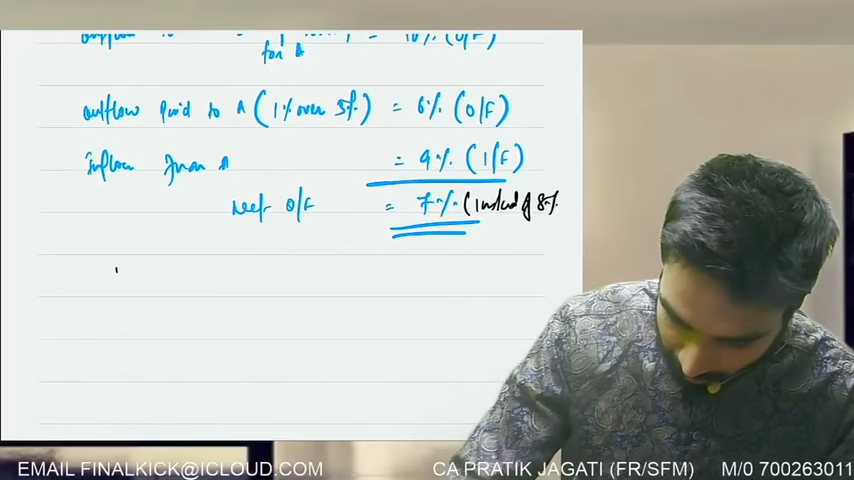 for A
= 10% (O/F)
outflow paid to A (1% over 5%) = 6% (O/F)
inflow from A = 9% (I/F)
Net O/F = 7% (instead of 8%
EMAIL FINALKICK@ICLOUD.COM CA PRATIK JAGATI (FR/SFM) M/0 700263011